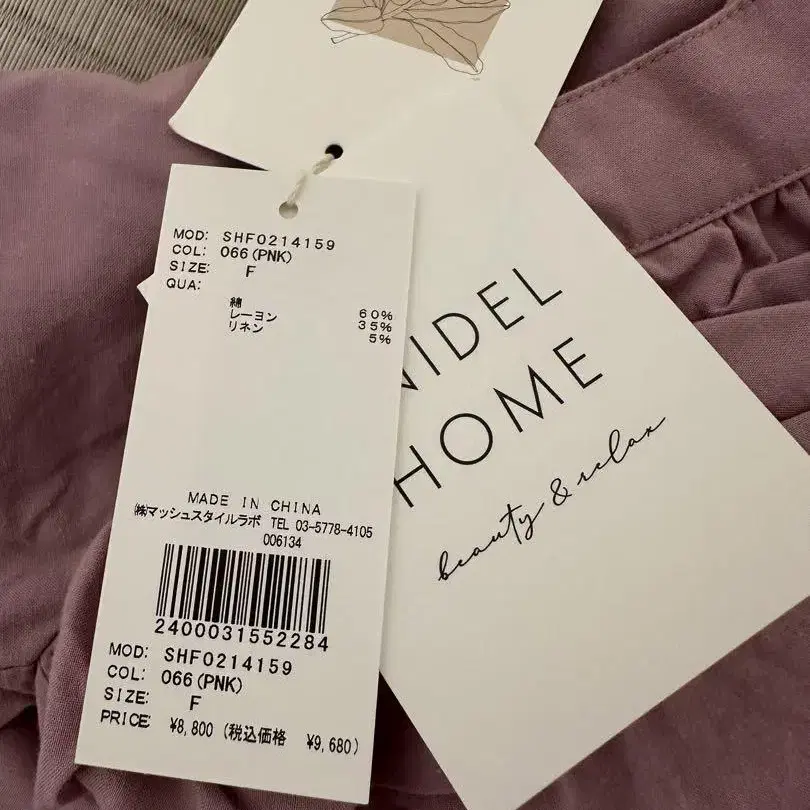 MOD: SHF0214159
COL: 066(PNK)
SIZE: F
QUA:
綿 60%
レーヨン 35%
リネン 5%
MADE IN CHINA
㈱マッシュスタイルラボ TEL 03-5778-4105
006134
2400031552284
MOD: SHF0214159
COL: 066(PNK)
SIZE: F
PRICE: ¥8,800 (税込価格 ¥9,680)
NIDEL
HOME
beauty & relax